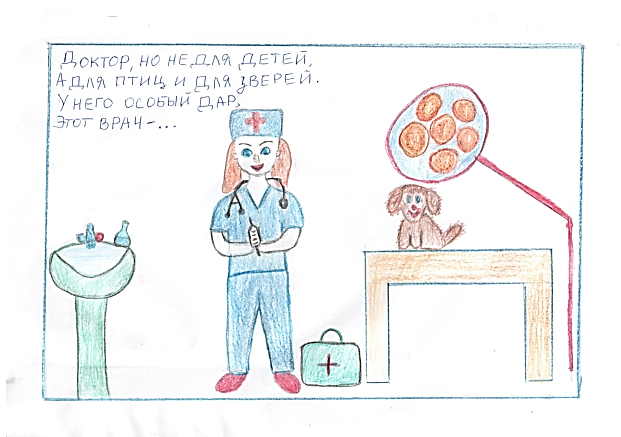 ДОКТОР, НО НЕ ДЛЯ ДЕТЕЙ,
А ДЛЯ ПТИЦ И ДЛЯ ЗВЕРЕЙ.
У НЕГО ОСОБЫЙ ДАР,
ЭТОТ ВРАЧ-...